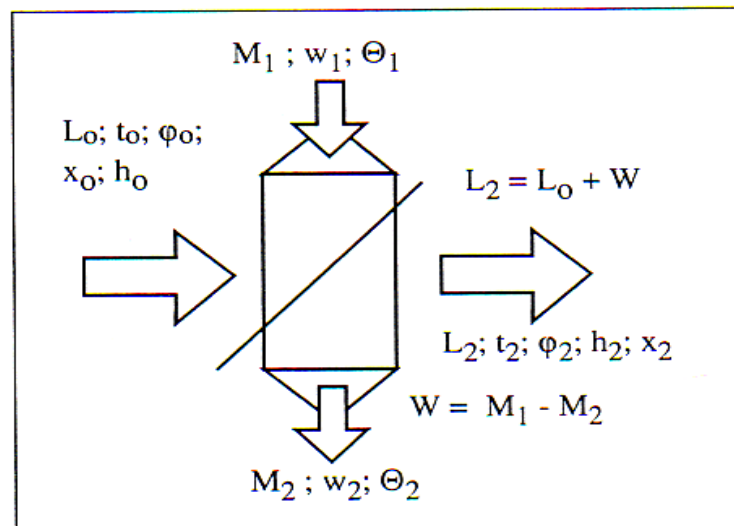 M₁ ; w₁; Θ₁
Lo; to; φo;
xo; ho
L₂ = Lo + W
L₂; t₂; φ₂; h₂; x₂
W = M₁ - M₂
M₂ ; w₂; Θ₂